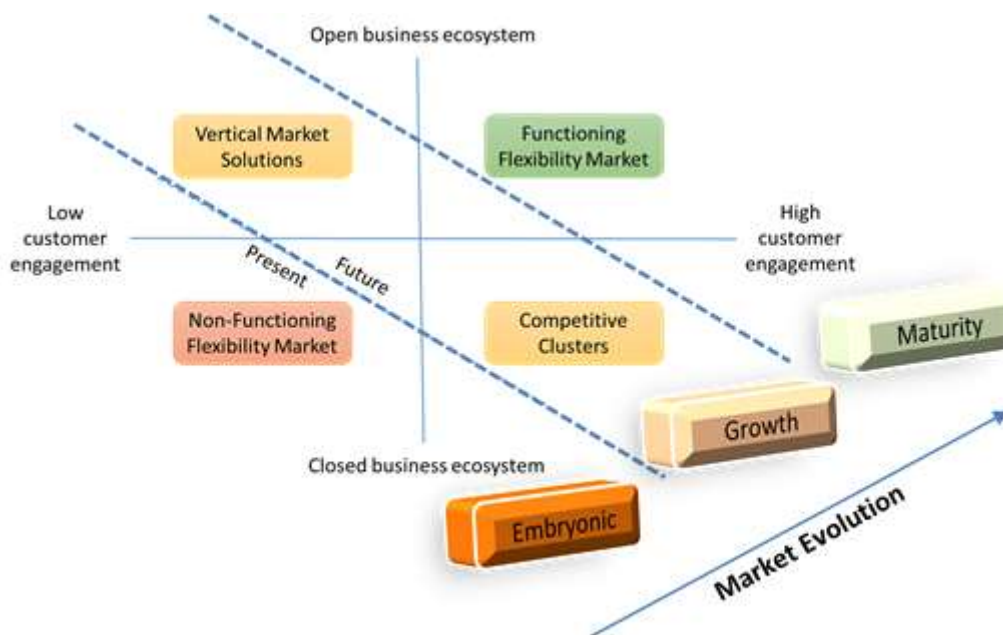 Open business ecosystem
Vertical Market
Solutions
Functioning
Flexibility Market
Low
customer
engagement
High
customer
engagement
Present
Future
Non-Functioning
Flexibility Market
Competitive
Clusters
Maturity
Growth
Closed business ecosystem
Embryonic
Market Evolution